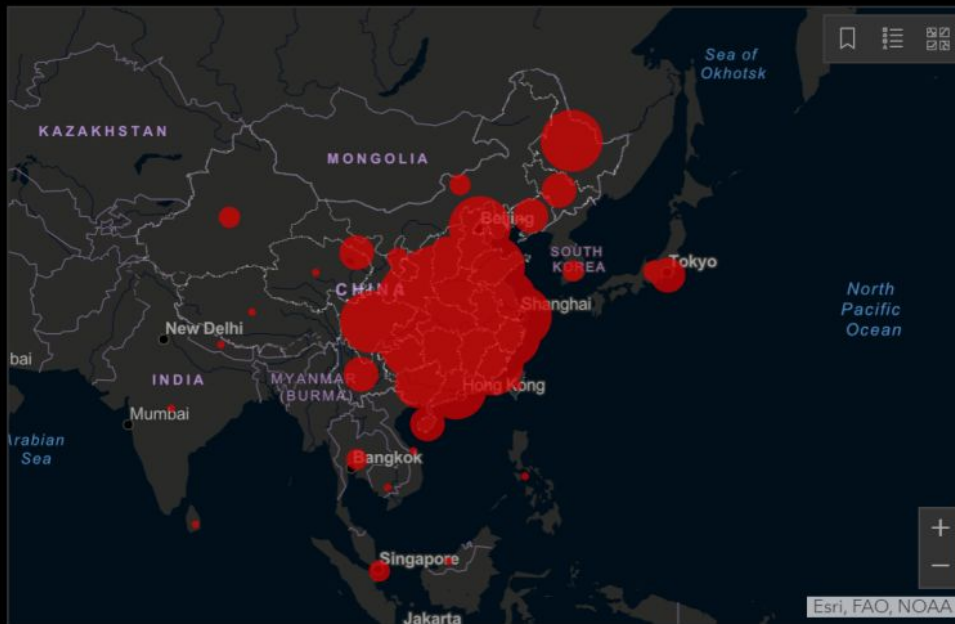 Sea of
Okhotsk
KAZAKHSTAN
MONGOLIA
Beijing
SOUTH
KOREA
Tokyo
CHINA
Shanghai
North
Pacific
Ocean
New Delhi
bai
INDIA
MYANMAR
(BURMA)
Hong Kong
Mumbai
Arabian
Sea
Bangkok
Singapore
Jakarta
+
−
Esri, FAO, NOAA